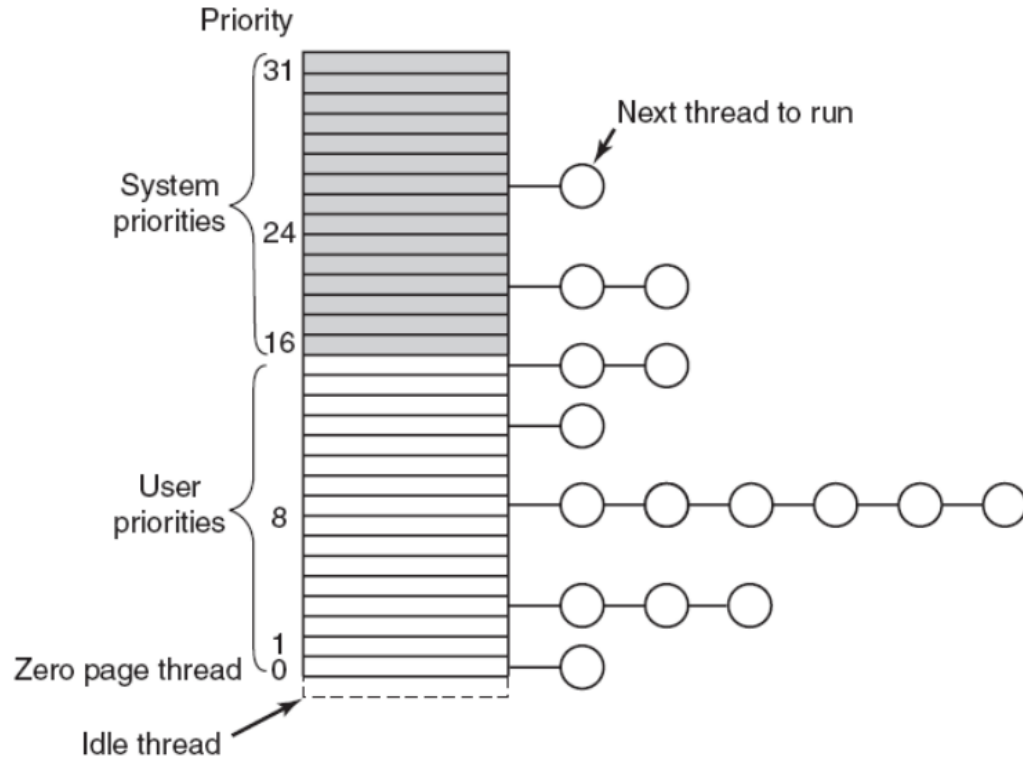 Priority
31
Next thread to run
System
priorities
24
16
User
priorities
8
1
Zero page thread 0
Idle thread